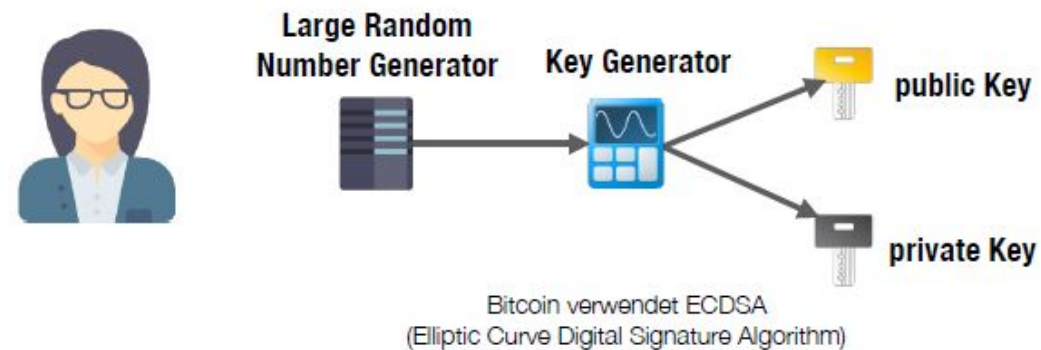 Large Random
Number Generator
Key Generator
public Key
private Key
Bitcoin verwendet ECDSA
(Elliptic Curve Digital Signature Algorithm)